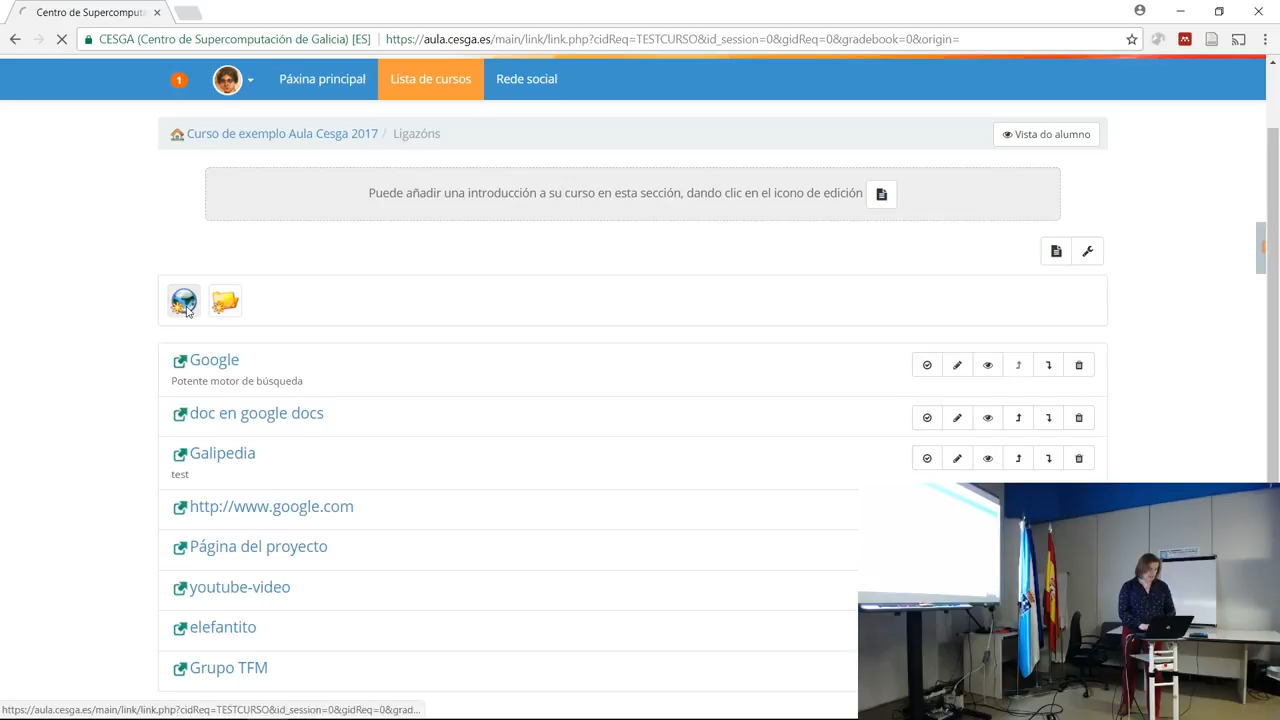 Centro de Supercomputa
CESGA (Centro de Supercomputación de Galicia) [ES]
https://aula.cesga.es/main/link/link.php?cidReq=TESTCURSO&id_session=0&gidReq=0&gradebook=0&origin=
1
Páxina principal
Lista de cursos
Rede social
Curso de exemplo Aula Cesga 2017 / Ligazóns
Vista do alumno
Puede añadir una introducción a su curso en esta sección, dando clic en el icono de edición
Google
Potente motor de búsqueda
doc en google docs
Galipedia
test
http://www.google.com
Página del proyecto
youtube-video
elefantito
Grupo TFM
https://aula.cesga.es/main/link/link.php?cidReq=TESTCURSO&id_session=0&gidReq=0&grad...